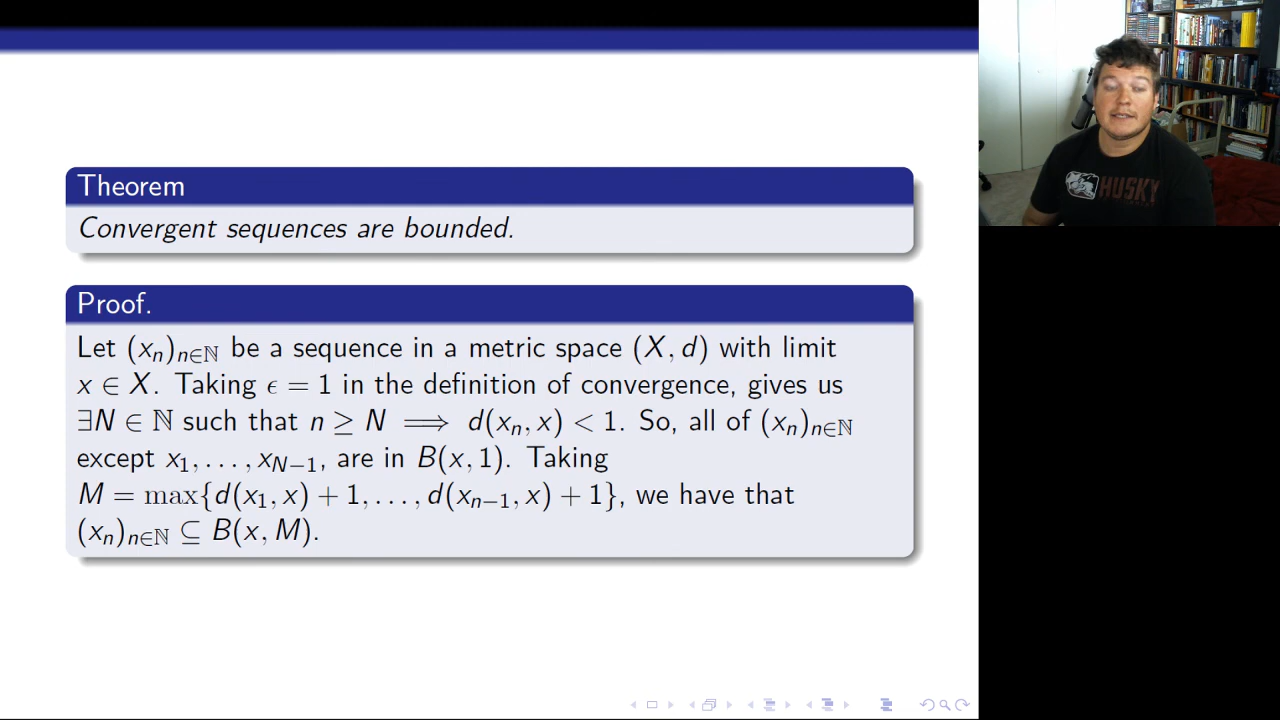 Theorem
Convergent sequences are bounded.
Proof.
Let (xₙ)ₙ∈ℕ be a sequence in a metric space (X, d) with limit
x ∈ X. Taking ϵ = 1 in the definition of convergence, gives us
∃N ∈ ℕ such that n ≥ N ⟹ d(xₙ, x) < 1. So, all of (xₙ)ₙ∈ℕ
except x₁, . . . , x_{N−1}, are in B(x, 1). Taking
M = max{d(x₁, x) + 1, . . . , d(x_{n−1}, x) + 1}, we have that
(xₙ)ₙ∈ℕ ⊆ B(x, M).
HUSKY